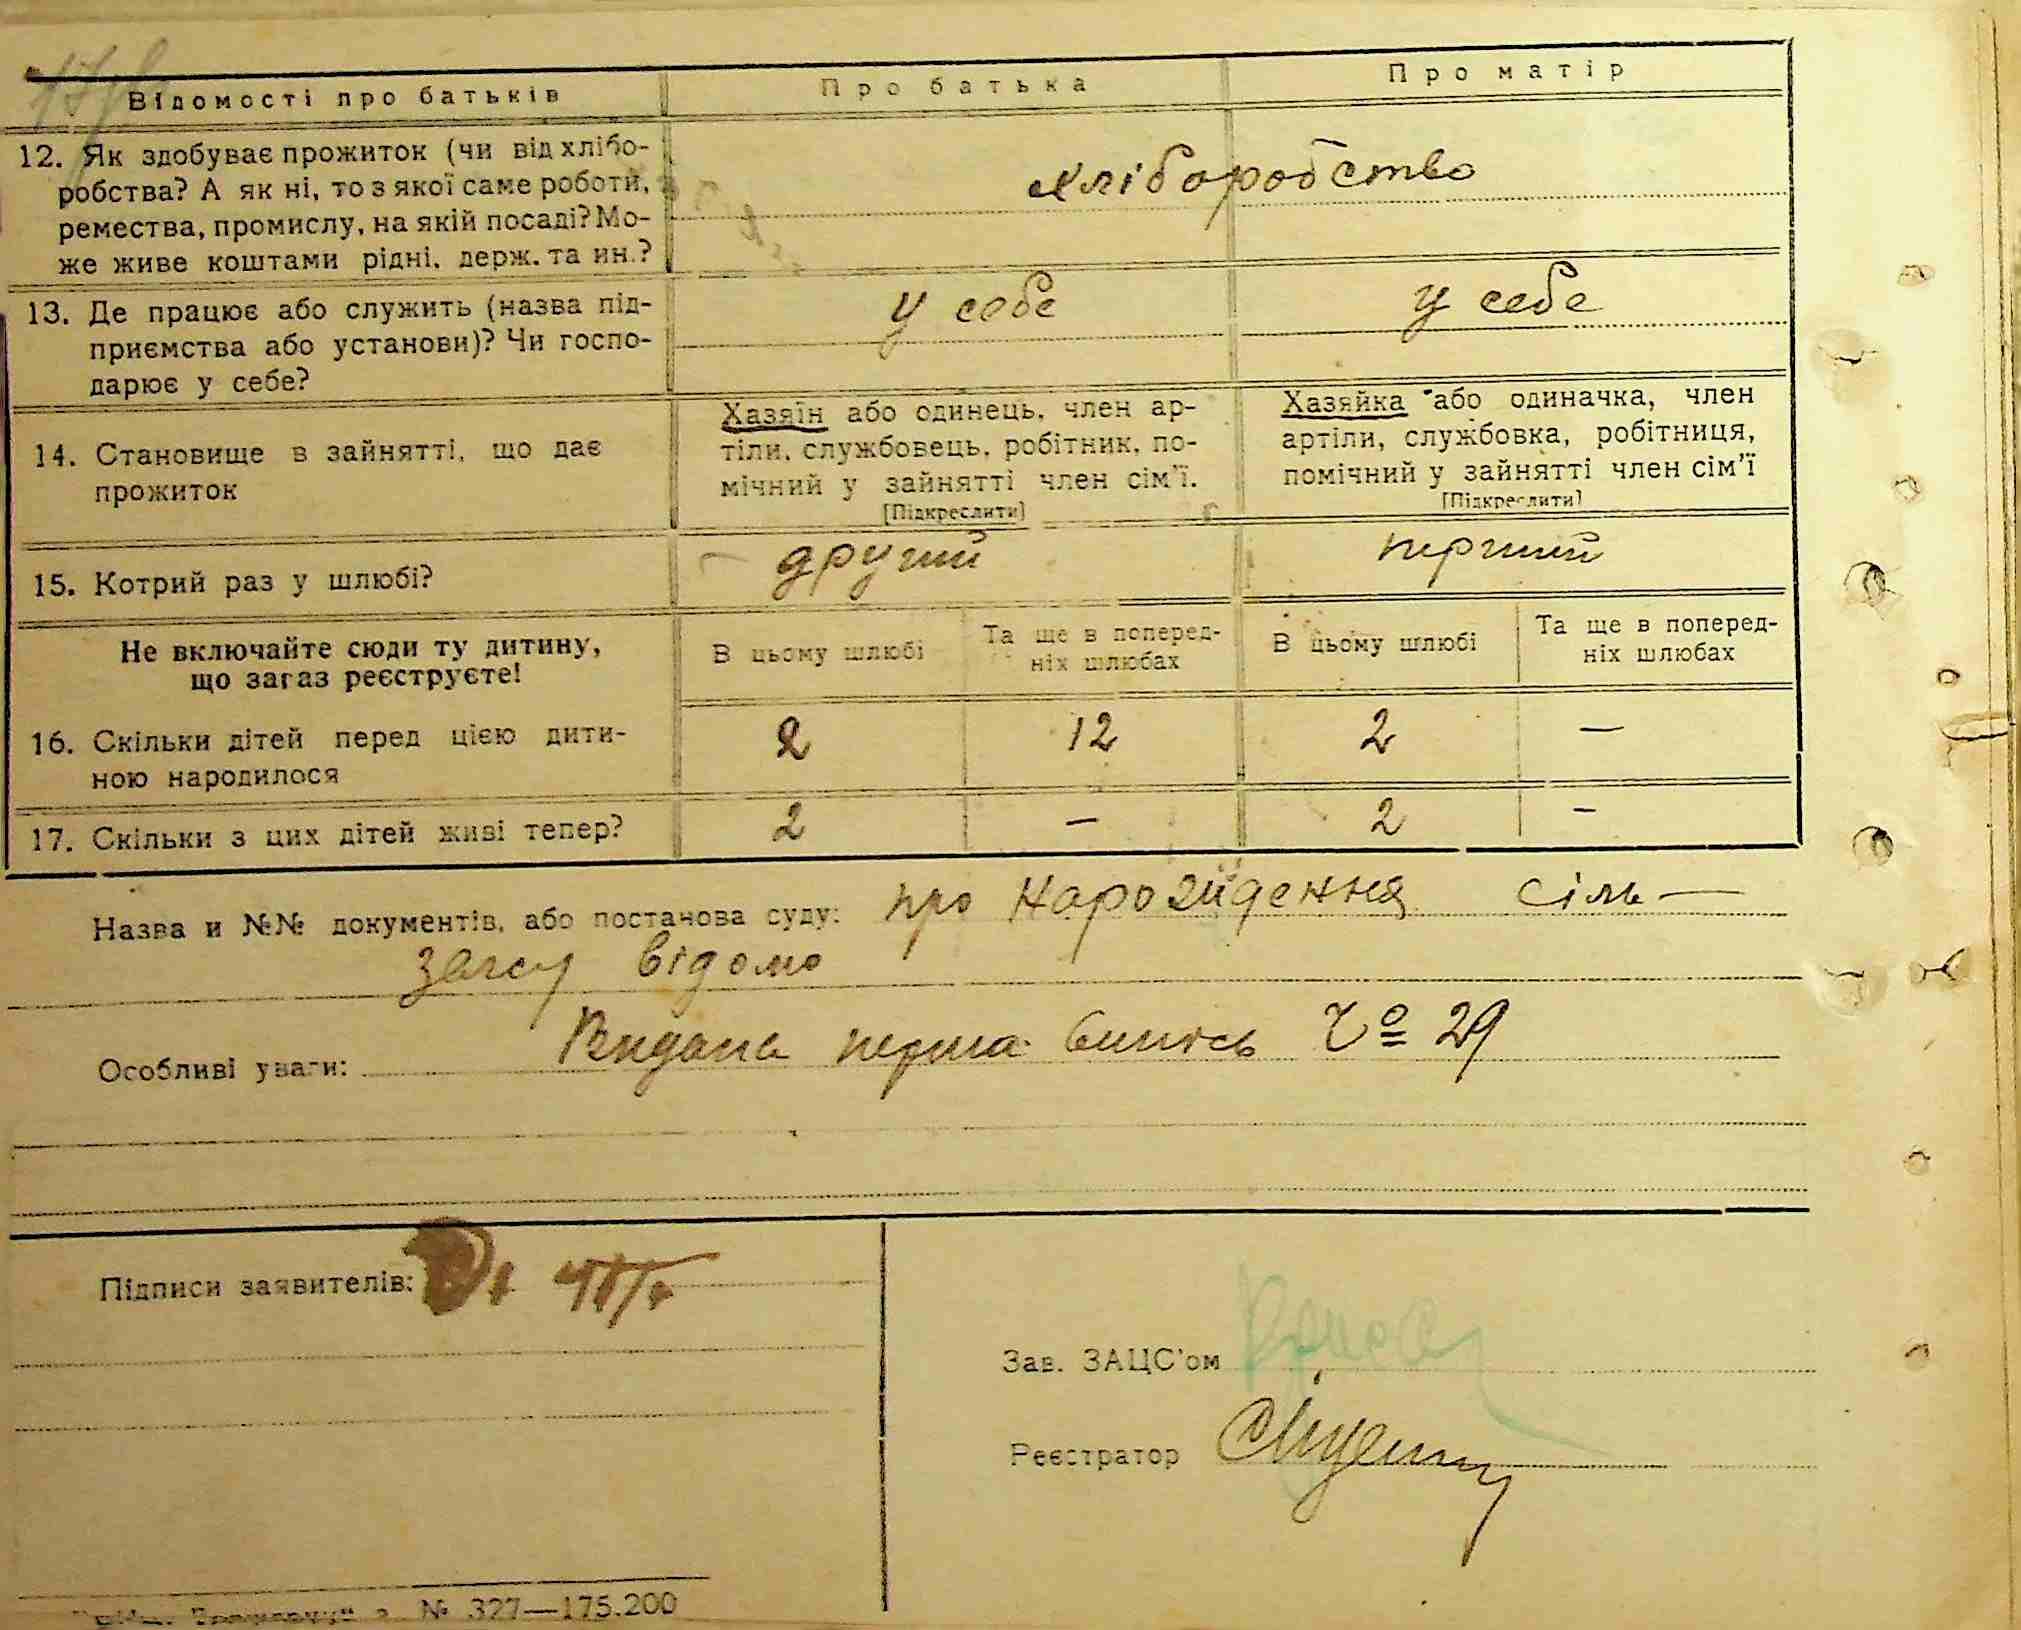 Відомості про батьків
Про батька
Про матір
12. Як здобуває прожиток (чи від хлібо-
робства? А як ні, то з якої саме роботи,
ремества, промислу, на якій посаді? Мо-
же живе коштами рідні, держ. та ин.?
хліборобство
13. Де працює або служить (назва під-
приємства або установи)? Чи госпо-
дарює у себе?
у себе
у себе
14. Становище в зайнятті, що дає
прожиток
Хазяїн або одинець, член ар-
тіли, службовець, робітник, по-
мічний у зайнятті член сім'ї.
[Підкреслити]
Хазяйка або одиначка, член
артіли, службовка, робітниця,
помічний у зайнятті член сім'ї
[Підкреслити]
15. Котрий раз у шлюбі?
другий
перший
Не включайте сюди ту дитину,
що зараз реєструєте!
В цьому шлюбі
Та ще в поперед-
ніх шлюбах
В цьому шлюбі
Та ще в поперед-
ніх шлюбах
16. Скільки дітей перед цією дити-
ною народилося
2
12
2
—
17. Скільки з цих дітей живі тепер?
2
—
2
—
Назва и №№ документів, або постанова суду: про народження сіль—
загсу відомо
Особливі уваги: Видана перша випись № 29
Підписи заявителів:
Зав. ЗАЦС'ом
Реєстратор
№ 327—175.200